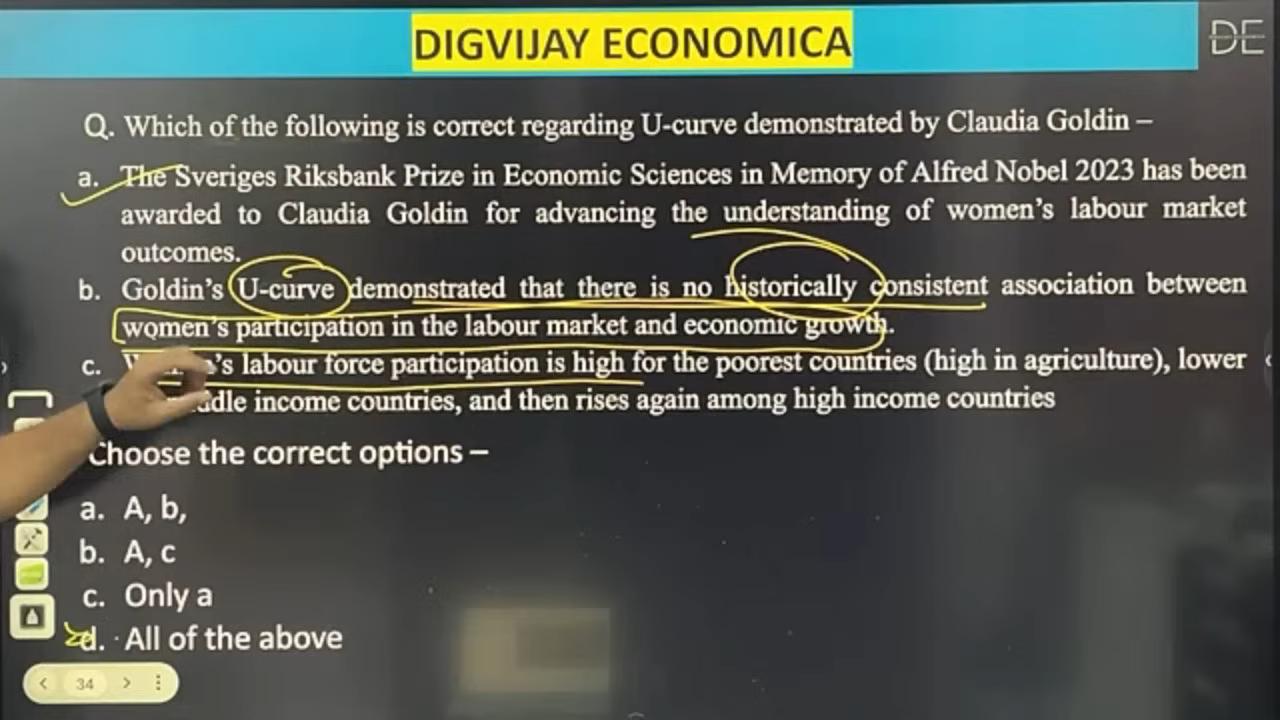 DIGVIJAY ECONOMICA
DE
Q. Which of the following is correct regarding U-curve demonstrated by Claudia Goldin –
a. The Sveriges Riksbank Prize in Economic Sciences in Memory of Alfred Nobel 2023 has been
awarded to Claudia Goldin for advancing the understanding of women's labour market
outcomes.
b. Goldin's U-curve demonstrated that there is no historically consistent association between
women's participation in the labour market and economic growth.
c. labour force participation is high for the poorest countries (high in agriculture), lower
income countries, and then rises again among high income countries
Choose the correct options –
a. A, b,
b. A, c
c. Only a
d. All of the above
34